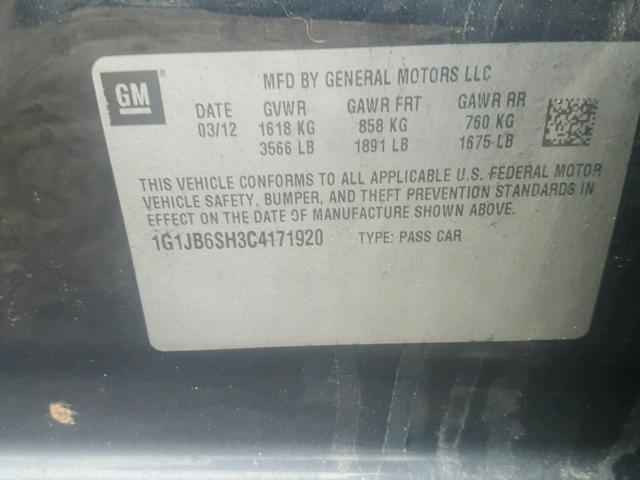 GM
MFD BY GENERAL MOTORS LLC
DATE GVWR GAWR FRT GAWR RR
03/12 1618 KG 858 KG 760 KG
3566 LB 1891 LB 1675 LB
THIS VEHICLE CONFORMS TO ALL APPLICABLE U.S. FEDERAL MOTOR
VEHICLE SAFETY, BUMPER, AND THEFT PREVENTION STANDARDS IN
EFFECT ON THE DATE OF MANUFACTURE SHOWN ABOVE.
1G1JB6SH3C4171920 TYPE: PASS CAR